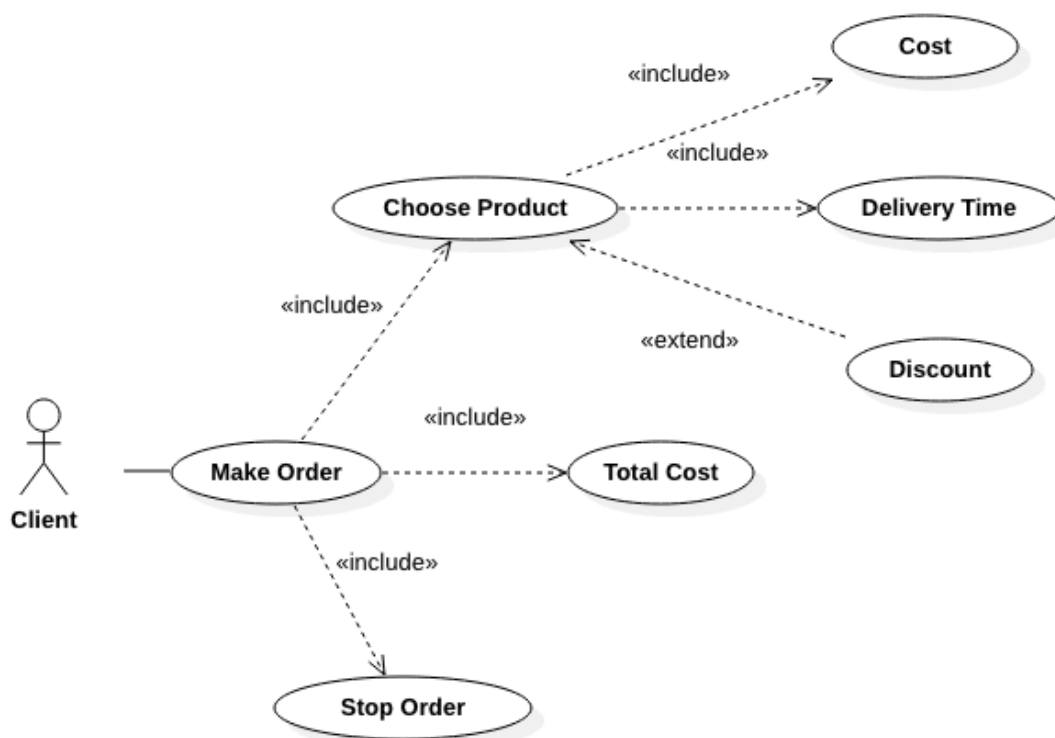 Cost
«include»
«include»
Choose Product
Delivery Time
«include»
«extend»
Discount
«include»
Make Order
Total Cost
Client
«include»
Stop Order